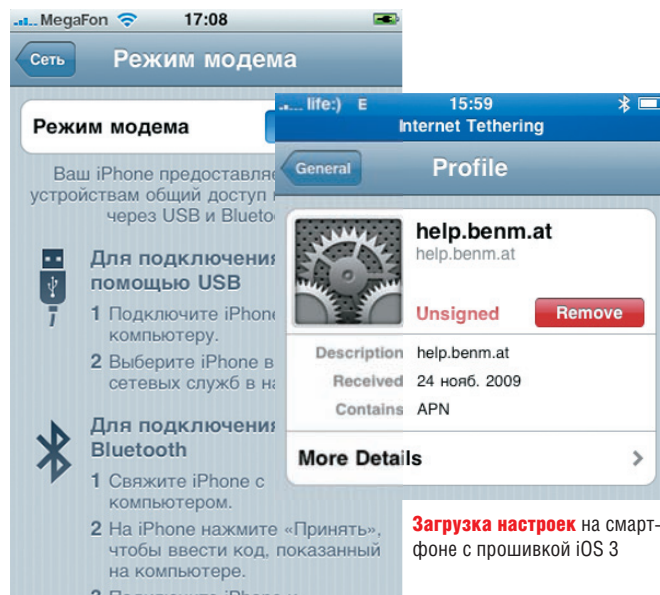 MegaFon 17:08
Сеть Режим модема
Режим модема
Ваш iPhone
устройствам общий доступ
через USB и
Для подключения
помощью USB
1 Подключите iPhone
компьютеру.
2 Выберите iPhone в
сетевых служб в
Для подключения
Bluetooth
1 Свяжите iPhone с
компьютером.
2 На iPhone нажмите «Принять»,
чтобы ввести код, показанный
на компьютере.
life:) E 15:59
Internet Tethering
General Profile
help.benm.at
help.benm.at
Unsigned Remove
Description help.benm.at
Received 24 нояб. 2009
Contains APN
More Details
Загрузка настроек на смарт-
фоне с прошивкой iOS 3